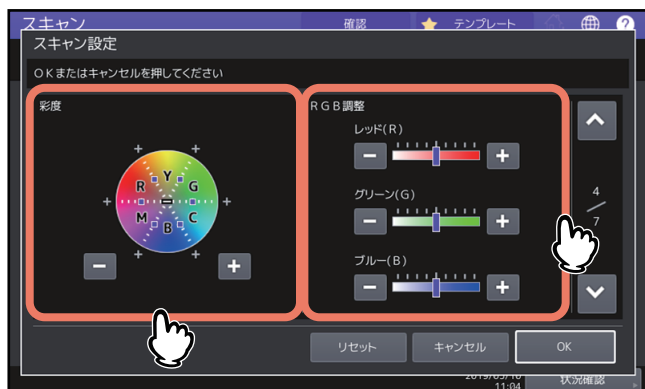 スキャン
確認
テンプレート
?
スキャン設定
OKまたはキャンセルを押してください
彩度
RGB調整
レッド(R)
グリーン(G)
ブルー(B)
R
Y
G
M
B
C
4
7
リセット
キャンセル
OK
11:04
状況確認